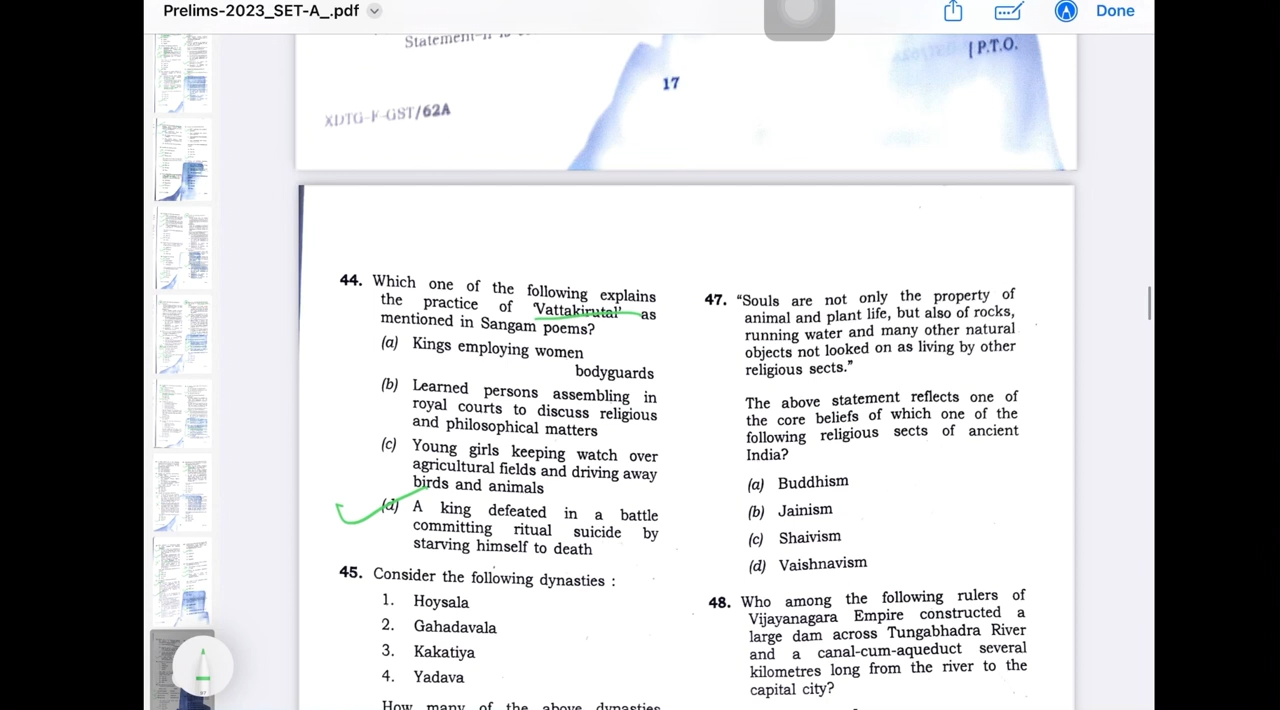 Prelims-2023_SET-A_.pdf
Done
[P.T.O.
17
XDTG-F-GST/62A
44. Which one of the following explains
the practice of 'Vattakirutal' as
mentioned in Sangam poems?
(a) Kings employing women
bodyguards
(b) Learned persons assembling in
royal courts to discuss religious
and philosophical matters
(c) Young girls keeping watch over
agricultural fields and driving away
birds and animals
(d) A king defeated in a battle
committing ritual suicide by
starving himself to death
45. Consider the following dynasties :
1. Hoysala
2. Gahadavala
3. Kakatiya
4. Yadava
How many of the above dynasties
47. "Souls are not only the property of
animal and plant life, but also of rocks,
running water and many other natural
objects not looked on as living by other
religious sects."
The above statement reflects one of
the core beliefs of which one of the
following religious sects of ancient
India?
(a) Buddhism
(b) Jainism
(c) Shaivism
(d) Vaishnavism
48. Who among the following rulers of
Vijayanagara Empire constructed a
large dam across Tungabhadra River
and a canal-cum-aqueduct several
kilometres long from the river to the
capital city?